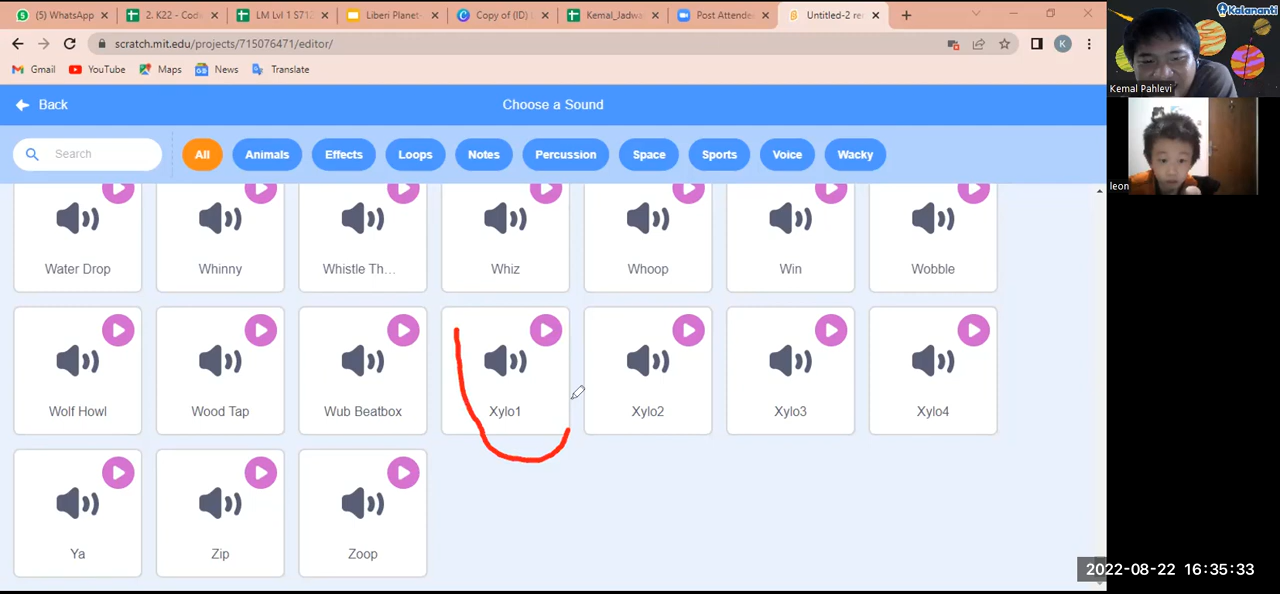 (5) WhatsApp
2. K22 - Codi
LM Lvl 1 5712
Liberi Planet
Copy of (ID) L
Kemal_Jadwa
Post Attende
Untitled-2 re
scratch.mit.edu/projects/715076471/editor/
K
Gmail
YouTube
Maps
News
Translate
Kalananti
Kemal Pahlevi
leon
Back
Choose a Sound
Search
All
Animals
Effects
Loops
Notes
Percussion
Space
Sports
Voice
Wacky
Water Drop
Whinny
Whistle Th...
Whiz
Whoop
Win
Wobble
Wolf Howl
Wood Tap
Wub Beatbox
Xylo1
Xylo2
Xylo3
Xylo4
Ya
Zip
Zoop
2022-08-22 16:35:33